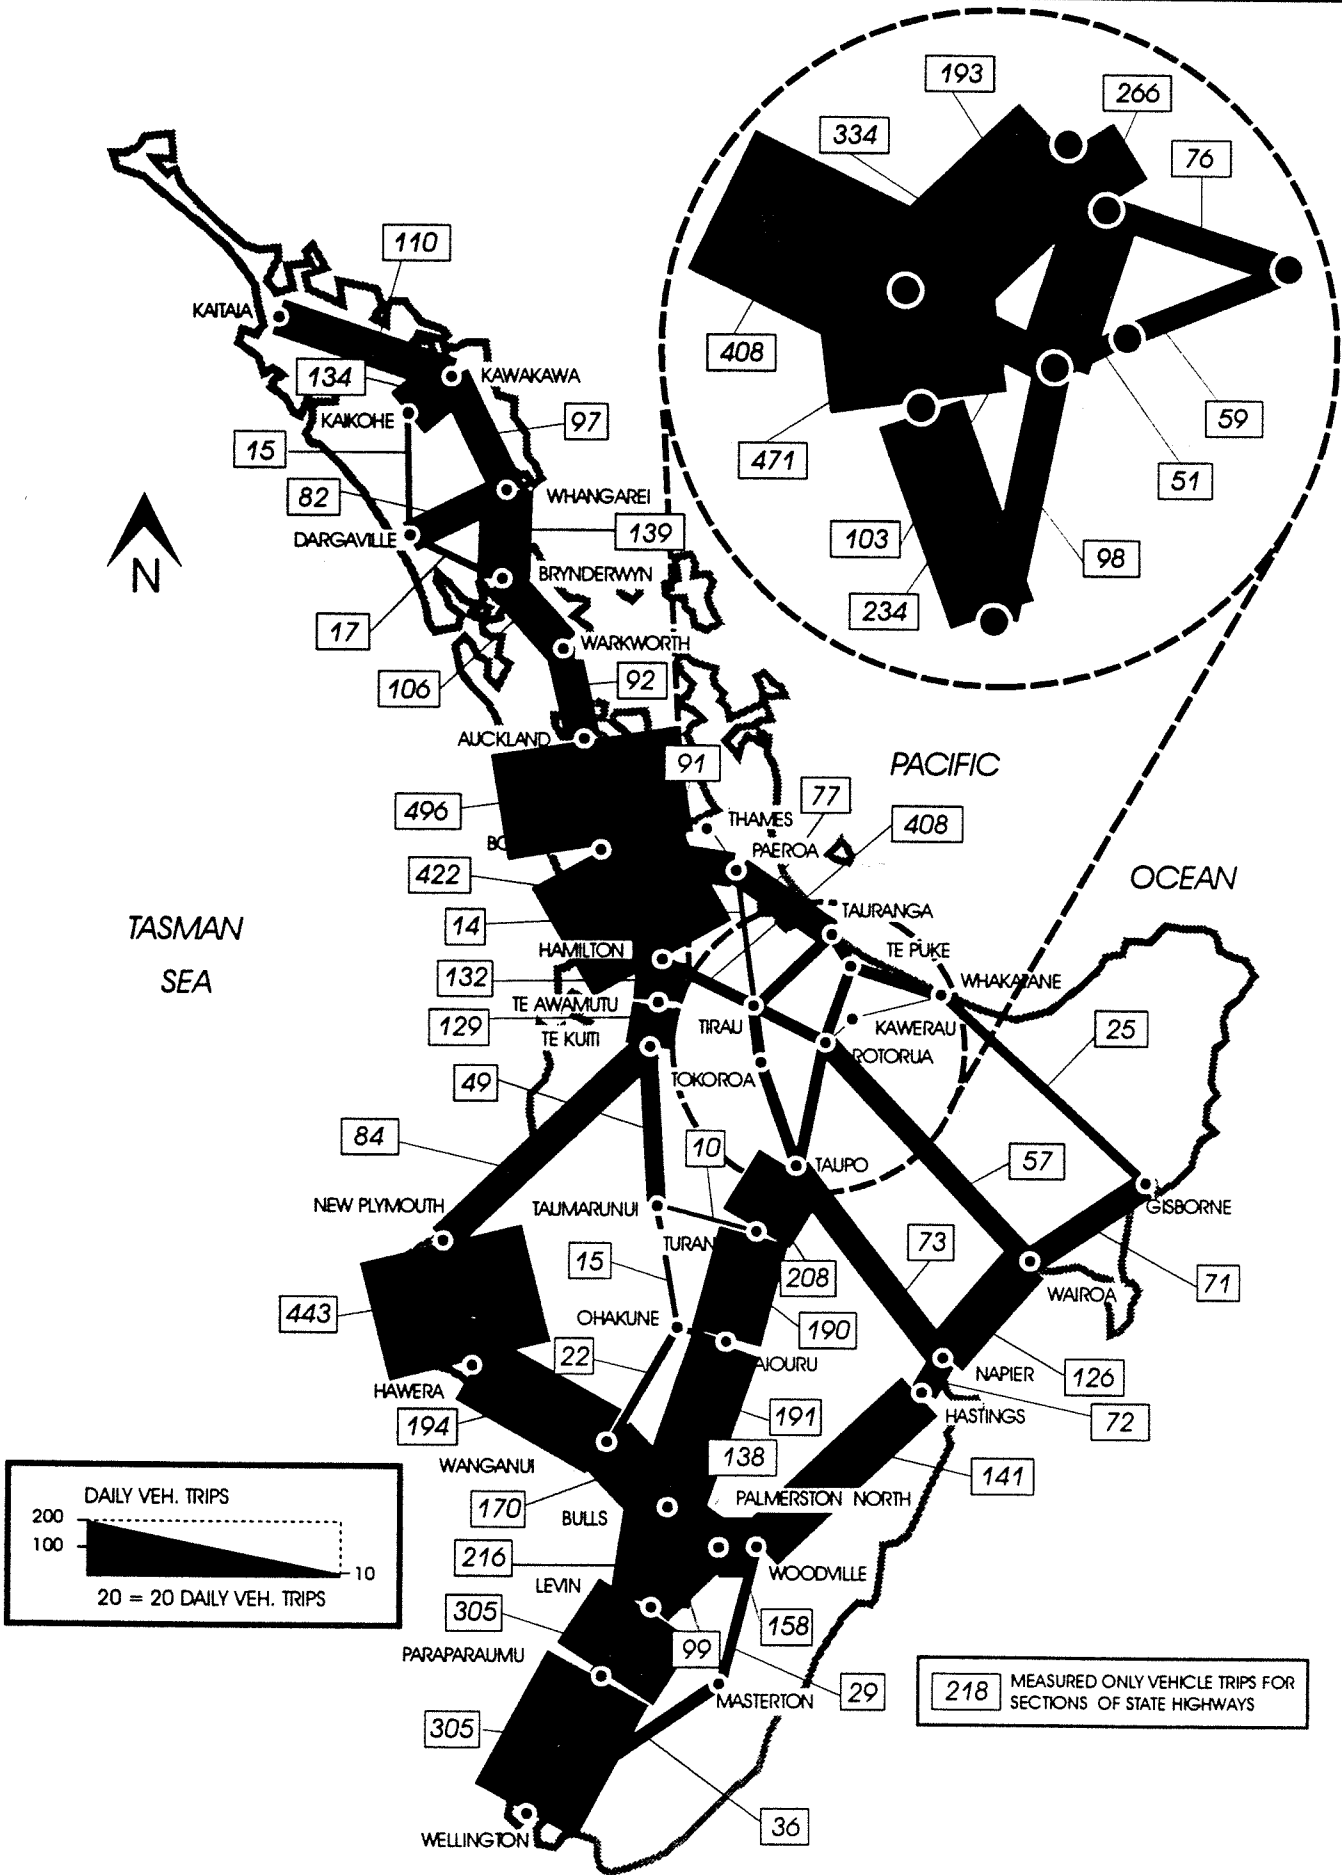 193
266
334
76
110
KAITAIA
408
134
KAWAKAWA
KAIKOHE
97
59
15
471
51
82
WHANGAREI
DARGAVILLE
139
103
98
N
BRYNDERWYN
234
17
WARKWORTH
106
92
AUCKLAND
91
PACIFIC
77
496
THAMES
408
BO
PAEROA
422
OCEAN
TASMAN
SEA
14
TAURANGA
HAMILTON
TE PUKE
132
WHAKATANE
TE AWAMUTU
129
TIRAU
KAWERAU
25
TE KUITI
ROTORUA
TOKOROA
49
84
10
57
TAUPO
NEW PLYMOUTH
TAUMARUNUI
GISBORNE
TURAN
73
15
208
71
WAIROA
443
OHAKUNE
190
22
AIOURU
NAPIER
126
HAWERA
194
191
HASTINGS
72
138
WANGANUI
141
PALMERSTON NORTH
170
BULLS
DAILY VEH. TRIPS
200
100
10
20 = 20 DAILY VEH. TRIPS
216
WOODVILLE
LEVIN
305
158
99
PARAPARAUMU
MASTERTON
29
218
MEASURED ONLY VEHICLE TRIPS FOR
SECTIONS OF STATE HIGHWAYS
305
36
WELLINGTON